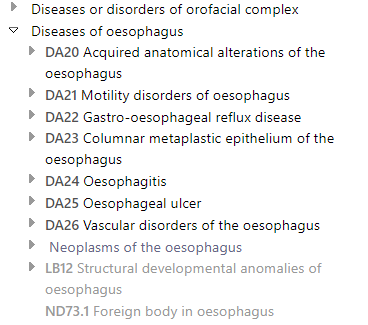 Diseases or disorders of orofacial complex
Diseases of oesophagus
DA20 Acquired anatomical alterations of the
oesophagus
DA21 Motility disorders of oesophagus
DA22 Gastro-oesophageal reflux disease
DA23 Columnar metaplastic epithelium of the
oesophagus
DA24 Oesophagitis
DA25 Oesophageal ulcer
DA26 Vascular disorders of the oesophagus
Neoplasms of the oesophagus
LB12 Structural developmental anomalies of
oesophagus
ND73.1 Foreign body in oesophagus